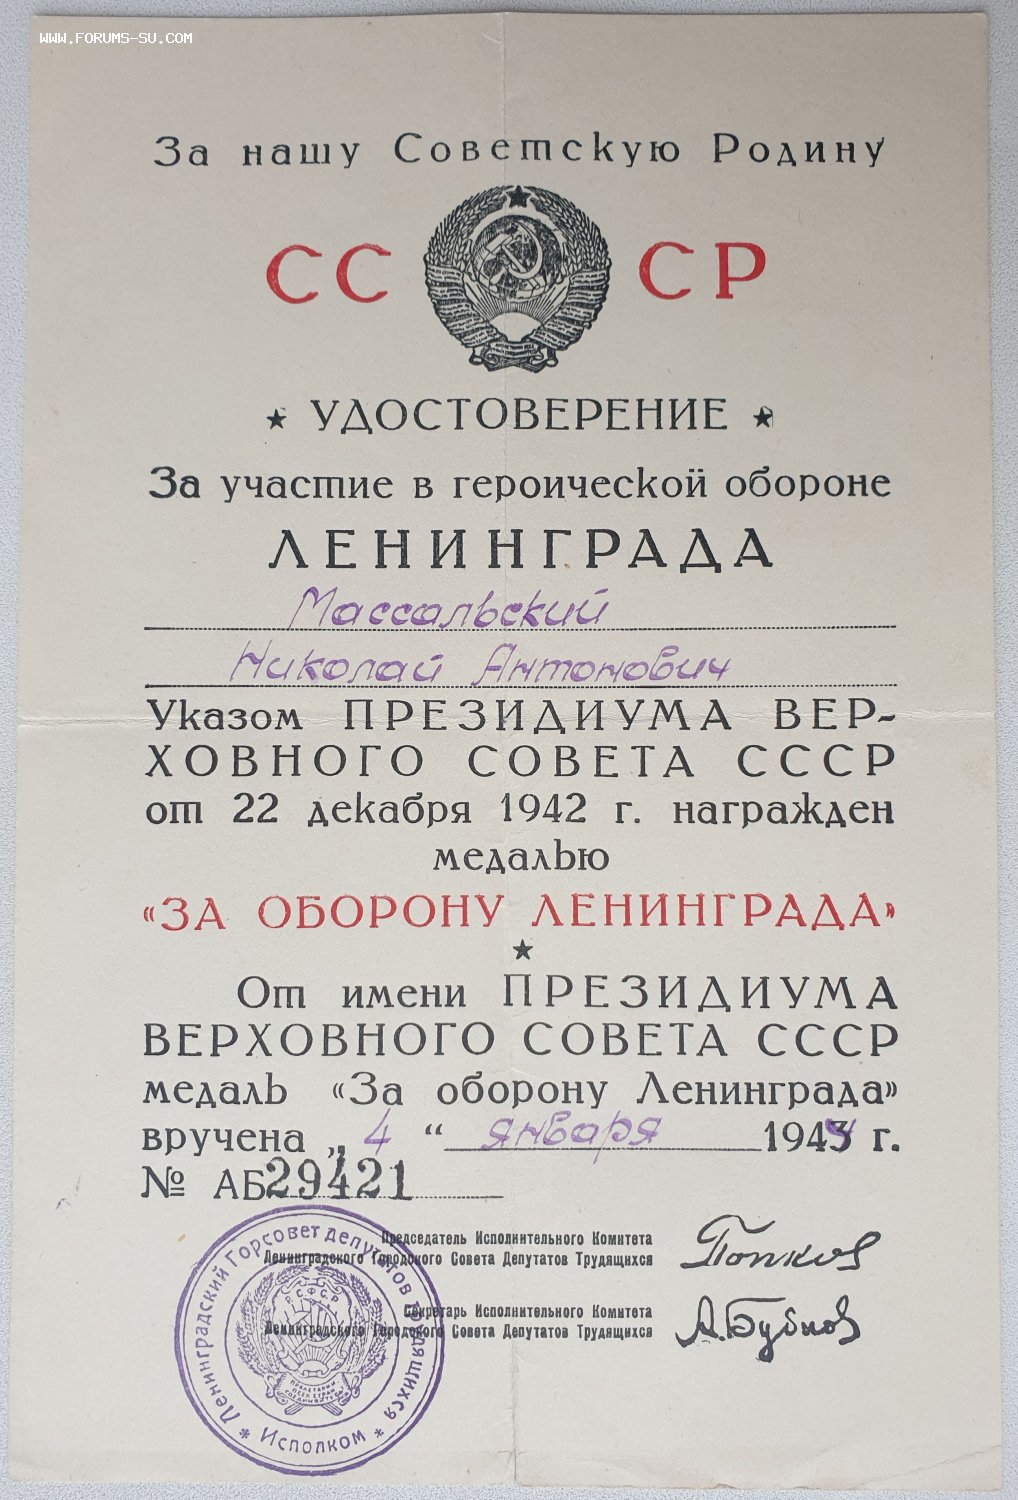 WWW.FORUMS-SU.COM
За нашу Советскую Родину
СС СР
★ УДОСТОВЕРЕНИЕ ★
За участие в героической обороне
ЛЕНИНГРАДА
Массальский
Николай Антонович
Указом ПРЕЗИДИУМА ВЕР-
ХОВНОГО СОВЕТА СССР
от 22 декабря 1942 г. награжден
медалью
«ЗА ОБОРОНУ ЛЕНИНГРАДА»
★
От имени ПРЕЗИДИУМА
ВЕРХОВНОГО СОВЕТА СССР
медаль «За оборону Ленинграда»
вручена „4“ января 1944 г.
№ АБ29421
Председатель Исполнительного Комитета
Ленинградского Городского Совета Депутатов Трудящихся
Попков
Секретарь Исполнительного Комитета
Ленинградского Городского Совета Депутатов Трудящихся
А. Бубнов
Ленинградский Горсовет депутатов трудящихся
* Исполком *
Р.С.Ф.С.Р.